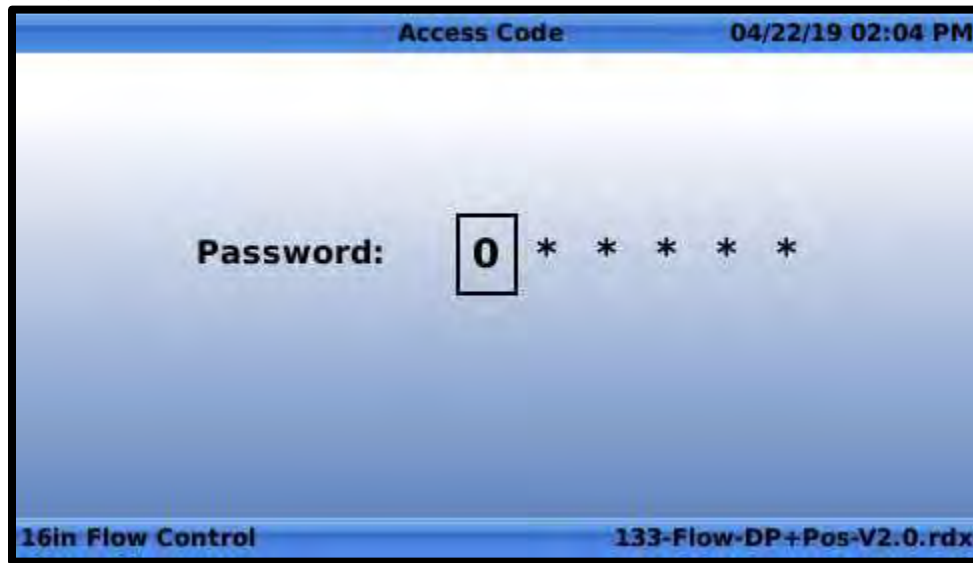 Access Code 04/22/19 02:04 PM
Password: 0 * * * * *
16in Flow Control 133-Flow-DP+Pos-V2.0.rdx